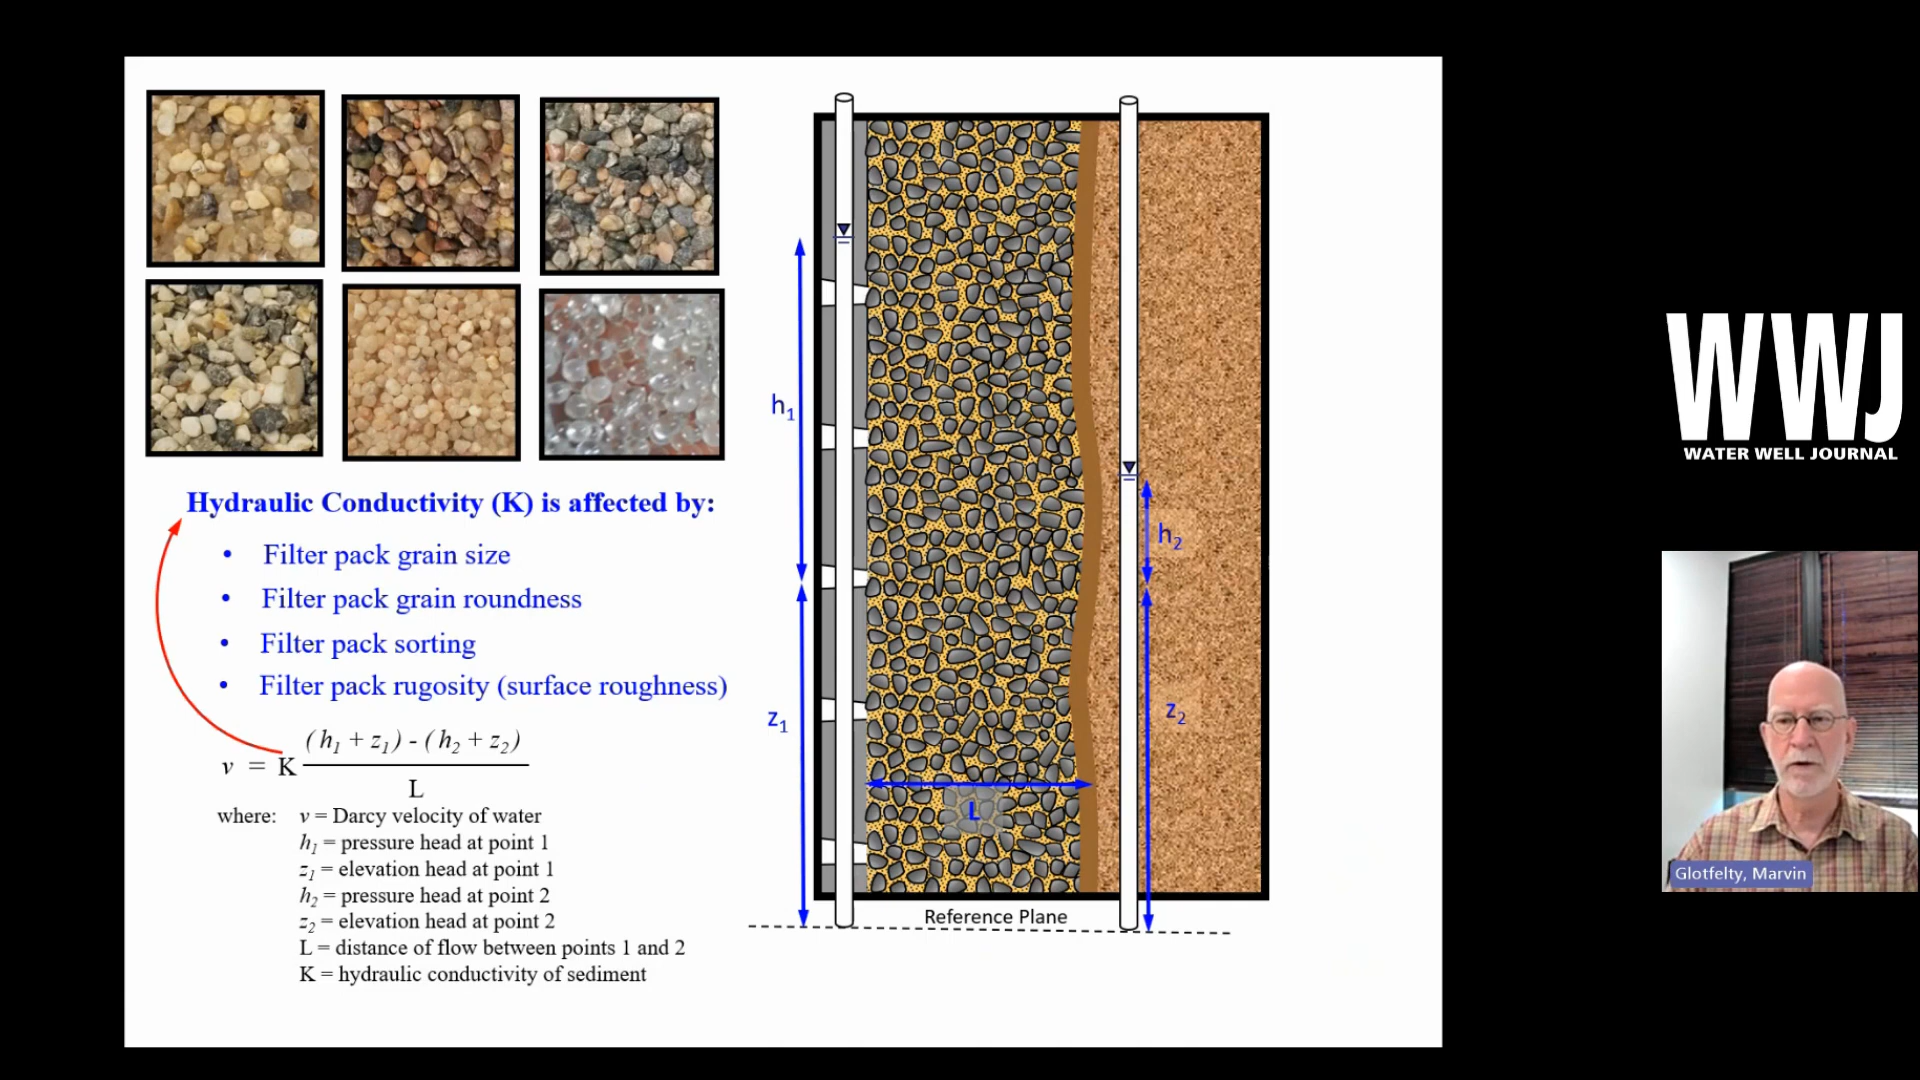 Hydraulic Conductivity (K) is affected by:
• Filter pack grain size
• Filter pack grain roundness
• Filter pack sorting
• Filter pack rugosity (surface roughness)
v = K (h₁ + z₁) - (h₂ + z₂)
L
where: v = Darcy velocity of water
h₁ = pressure head at point 1
z₁ = elevation head at point 1
h₂ = pressure head at point 2
z₂ = elevation head at point 2
L = distance of flow between points 1 and 2
K = hydraulic conductivity of sediment
h₁
h₂
z₁
z₂
L
Reference Plane
WWJ
WATER WELL JOURNAL
Glotfelty, Marvin